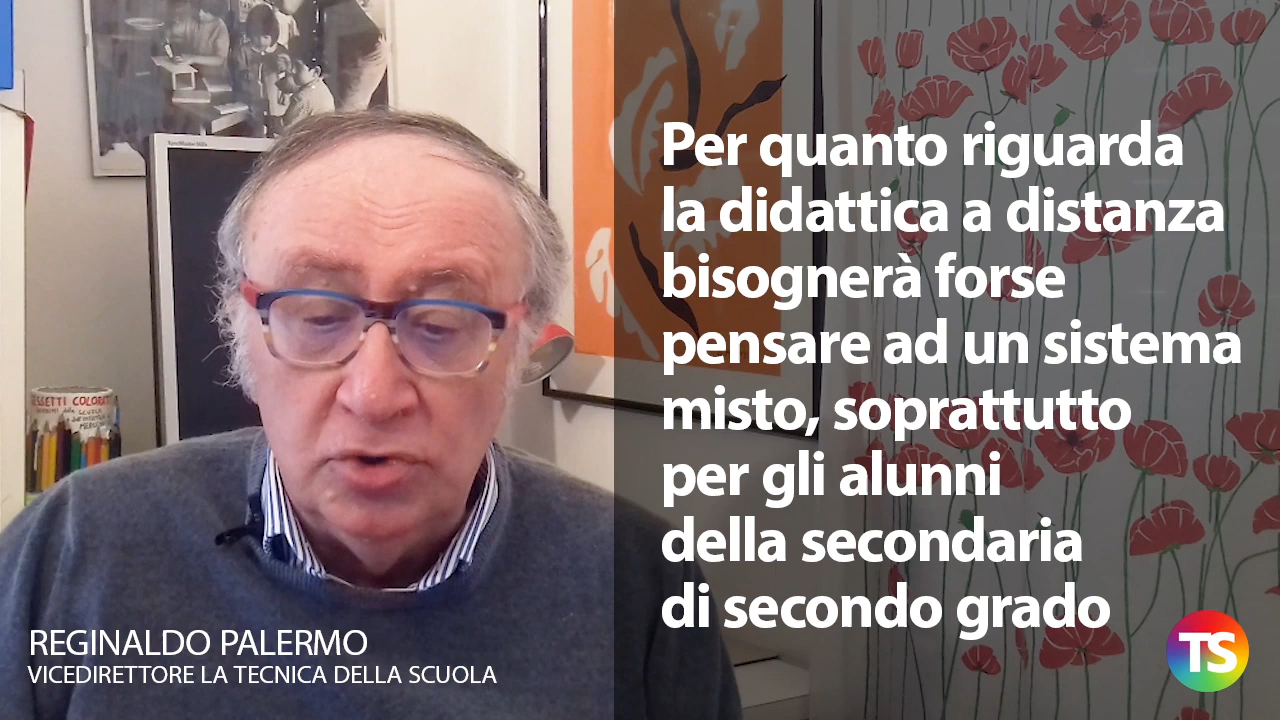 Per quanto riguarda
la didattica a distanza
bisognerà forse
pensare ad un sistema
misto, soprattutto
per gli alunni
della secondaria
di secondo grado
REGINALDO PALERMO
VICEDIRETTORE LA TECNICA DELLA SCUOLA
TS